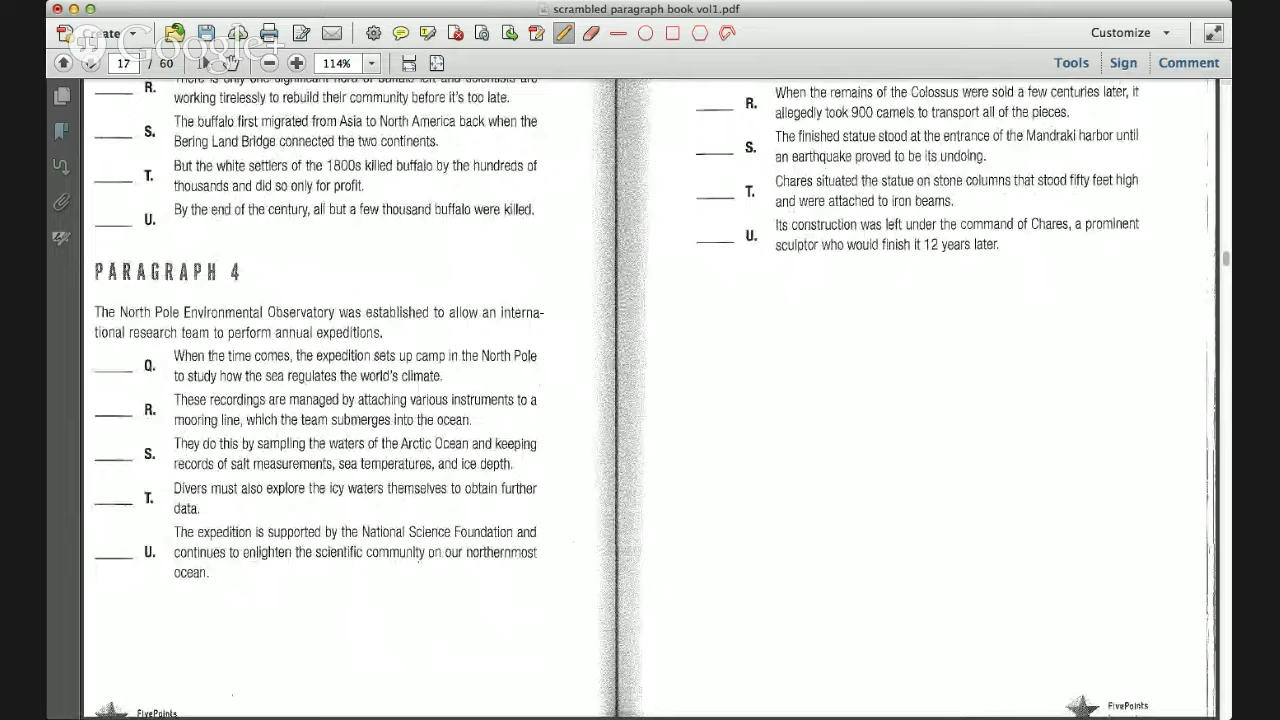 scrambled paragraph book vol1.pdf
Create
Google+
Customize
17 / 60
114%
Tools
Sign
Comment
There is only one significant herd of buffalo left and scientists are
R.
working tirelessly to rebuild their community before it's too late.
The buffalo first migrated from Asia to North America back when the
S.
Bering Land Bridge connected the two continents.
But the white settlers of the 1800s killed buffalo by the hundreds of
T.
thousands and did so only for profit.
By the end of the century, all but a few thousand buffalo were killed.
U.
PARAGRAPH 4
The North Pole Environmental Observatory was established to allow an interna-
tional research team to perform annual expeditions.
When the time comes, the expedition sets up camp in the North Pole
Q.
to study how the sea regulates the world's climate.
These recordings are managed by attaching various instruments to a
R.
mooring line, which the team submerges into the ocean.
They do this by sampling the waters of the Arctic Ocean and keeping
S.
records of salt measurements, sea temperatures, and ice depth.
Divers must also explore the icy waters themselves to obtain further
T.
data.
The expedition is supported by the National Science Foundation and
U. continues to enlighten the scientific community on our northernmost
ocean.
FivePoints
When the remains of the Colossus were sold a few centuries later, it
R.
allegedly took 900 camels to transport all of the pieces.
The finished statue stood at the entrance of the Mandraki harbor until
S.
an earthquake proved to be its undoing.
Chares situated the statue on stone columns that stood fifty feet high
T.
and were attached to iron beams.
Its construction was left under the command of Chares, a prominent
U.
sculptor who would finish it 12 years later.
FivePoints